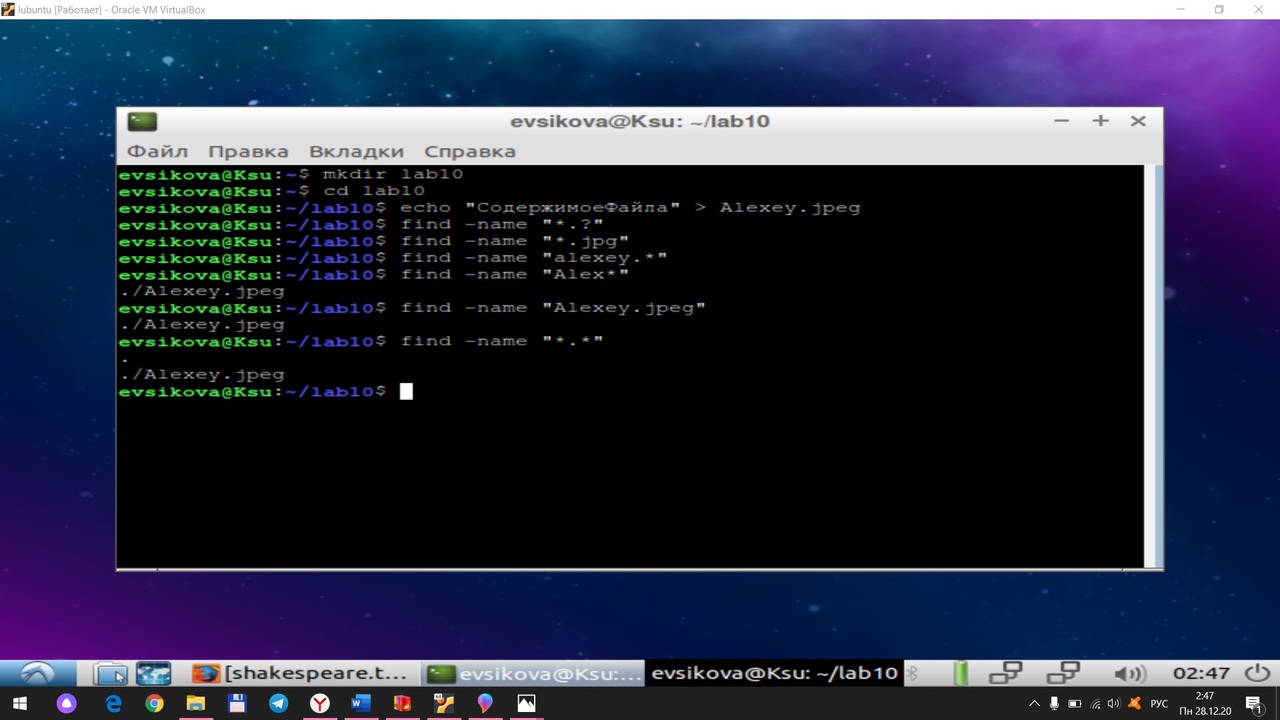 lubuntu [Работает] - Oracle VM VirtualBox
evsikova@Ksu: ~/lab10
Файл Правка Вкладки Справка
evsikova@Ksu:~$ mkdir lab10
evsikova@Ksu:~$ cd lab10
evsikova@Ksu:~/lab10$ echo "СодержимоеФайла" > Alexey.jpeg
evsikova@Ksu:~/lab10$ find -name "*.?"
evsikova@Ksu:~/lab10$ find -name "*.jpg"
evsikova@Ksu:~/lab10$ find -name "alexey.*"
evsikova@Ksu:~/lab10$ find -name "Alex*"
./Alexey.jpeg
evsikova@Ksu:~/lab10$ find -name "Alexey.jpeg"
./Alexey.jpeg
evsikova@Ksu:~/lab10$ find -name "*.*"
.
./Alexey.jpeg
evsikova@Ksu:~/lab10$
[shakespeare.t... evsikova@Ksu:... evsikova@Ksu: ~/lab10 02:47
РУС 2:47
Пн 28.12.20 1